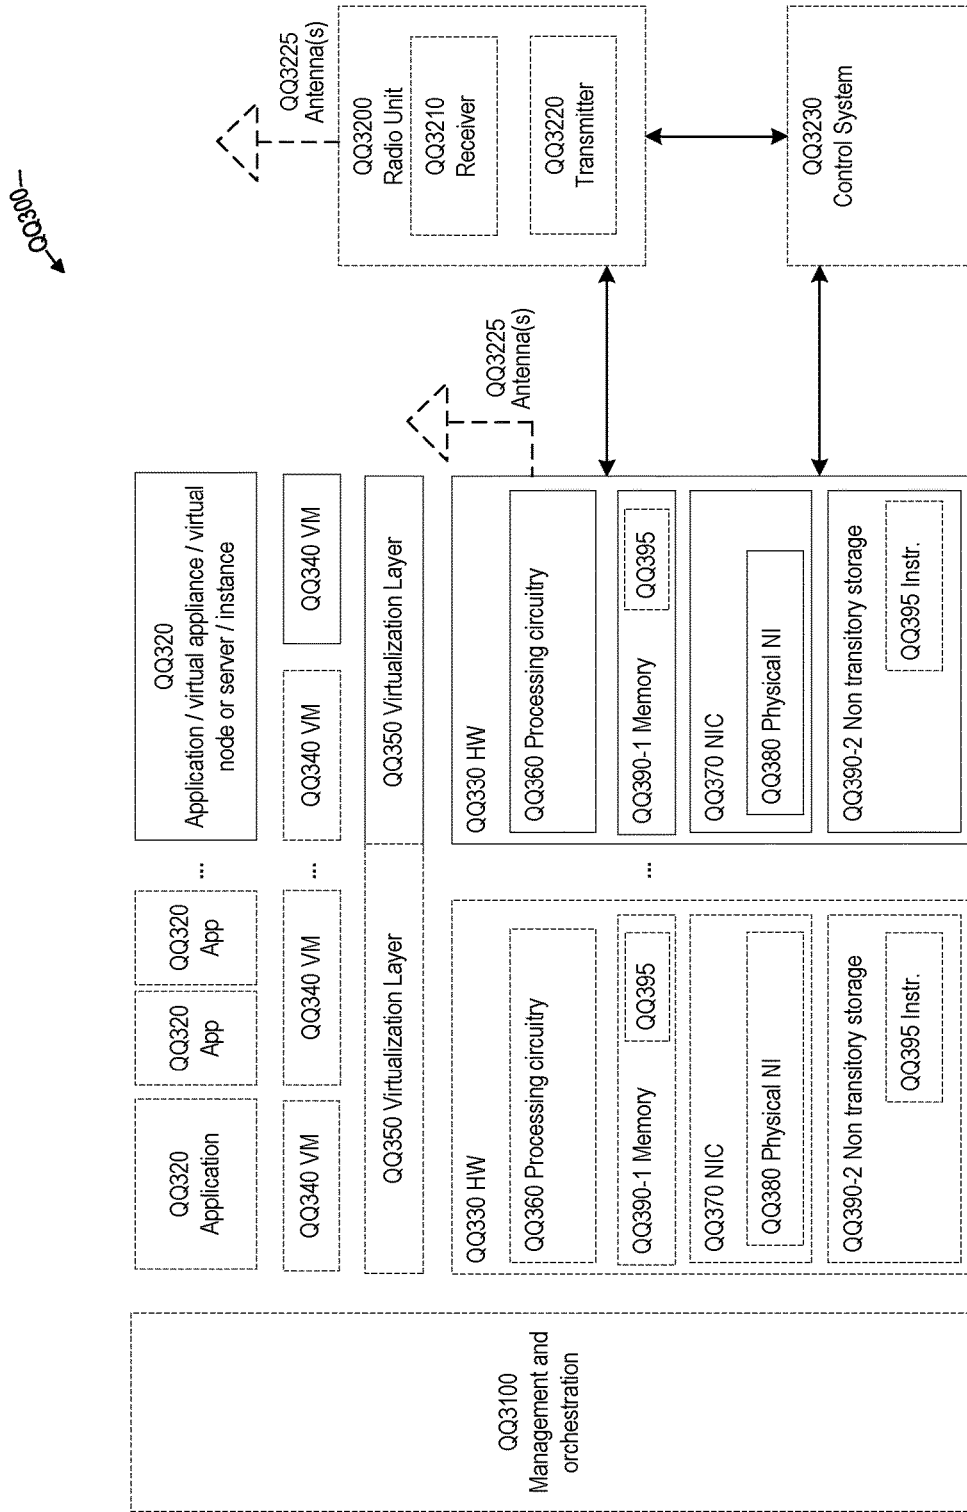 QQ300
QQ3100
Management and
orchestration
QQ320
Application
QQ320
App
QQ320
App
...
QQ320
Application / virtual appliance / virtual
node or server / instance
QQ340 VM
QQ340 VM
...
QQ340 VM
QQ340 VM
QQ350 Virtualization Layer
QQ350 Virtualization Layer
QQ330 HW
QQ360 Processing circuitry
QQ390-1 Memory
QQ395
QQ370 NIC
QQ380 Physical NI
QQ390-2 Non transitory storage
QQ395 Instr.
...
QQ330 HW
QQ360 Processing circuitry
QQ390-1 Memory
QQ395
QQ370 NIC
QQ380 Physical NI
QQ390-2 Non transitory storage
QQ395 Instr.
QQ3225
Antenna(s)
QQ3225
Antenna(s)
QQ3200
Radio Unit
QQ3210
Receiver
QQ3220
Transmitter
QQ3230
Control System